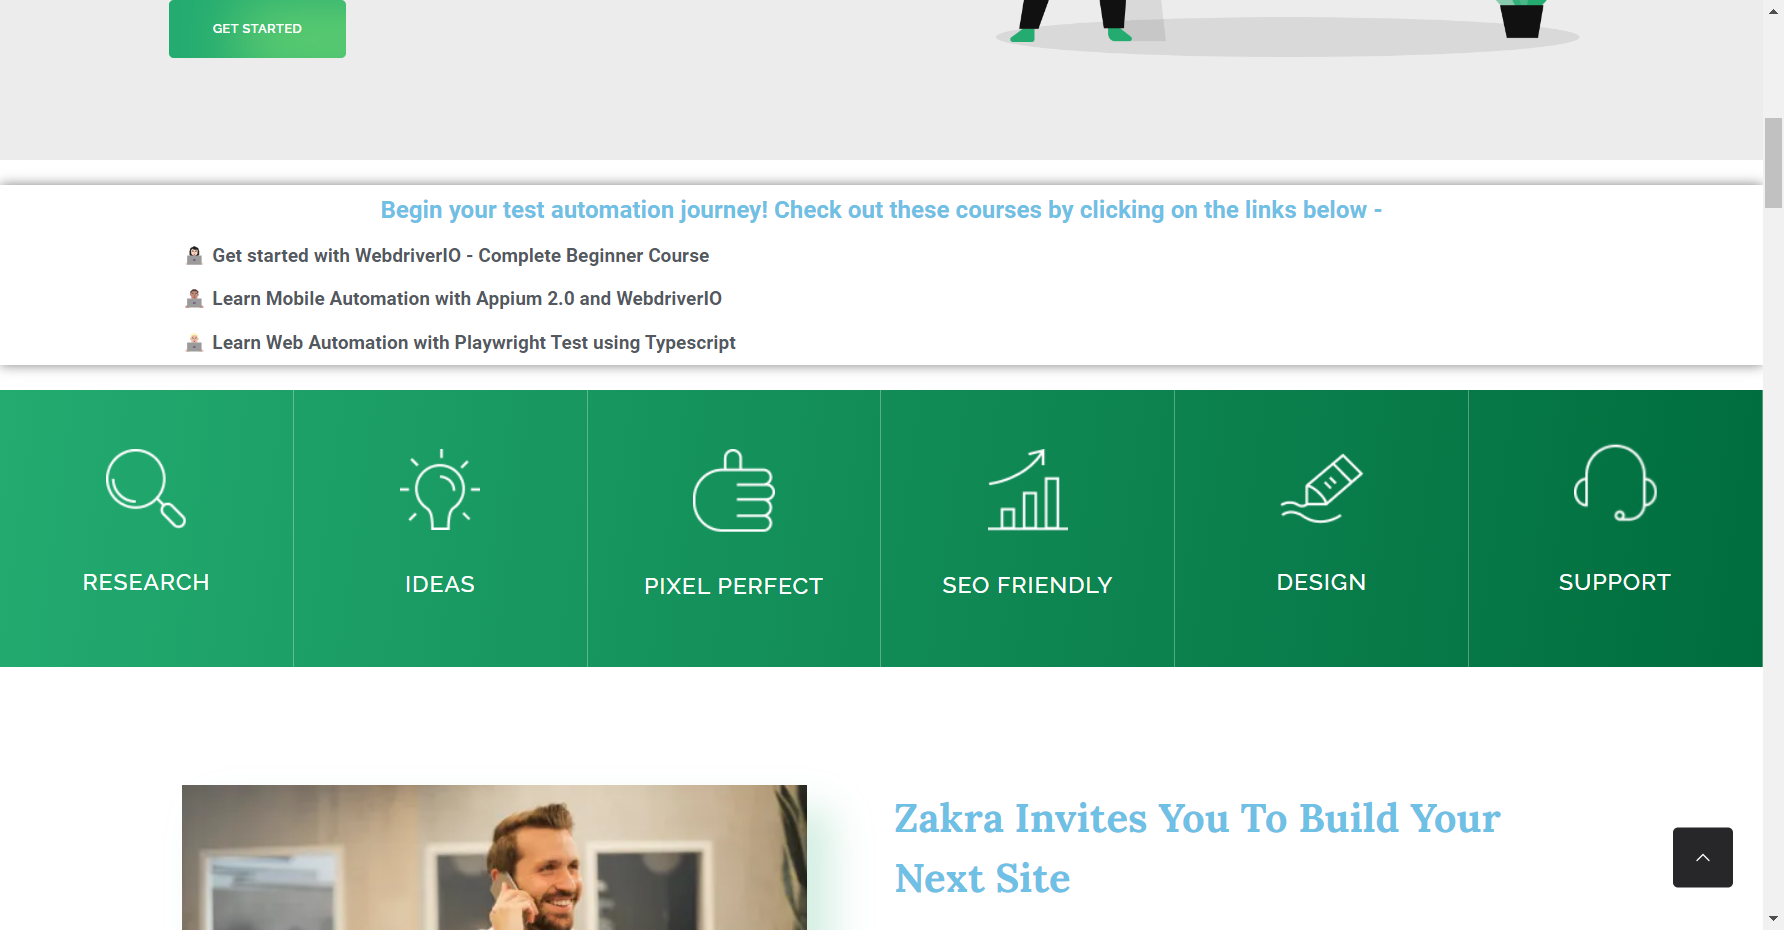 GET STARTED
Begin your test automation journey! Check out these courses by clicking on the links below -
Get started with WebdriverIO - Complete Beginner Course
Learn Mobile Automation with Appium 2.0 and WebdriverIO
Learn Web Automation with Playwright Test using Typescript
RESEARCH
IDEAS
PIXEL PERFECT
SEO FRIENDLY
DESIGN
SUPPORT
Zakra Invites You To Build Your
Next Site